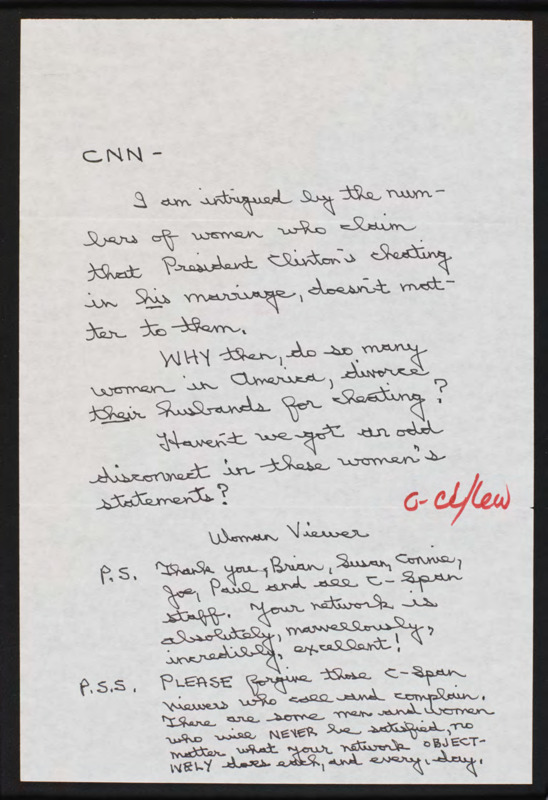 CNN -
I am intrigued by the num-
bers of women who claim
that President Clinton's cheating
in his marriage, doesn't mat-
ter to them.
WHY then, do so many
women in America, divorce
their husbands for cheating?
Haven't we got an odd
disconnect in these women's
statements?
Woman Viewer
P.S. Thank you, Brian, Susan, Connie,
Joe, Paul and all C-Span
staff. Your network is
absolutely, marvellously,
incredibly, excellent!
P.S.S. PLEASE forgive those C-Span
viewers who call and complain.
There are some men and women
who will NEVER be satisfied, no
matter what your network OBJECT-
IVELY does each, and every, day.